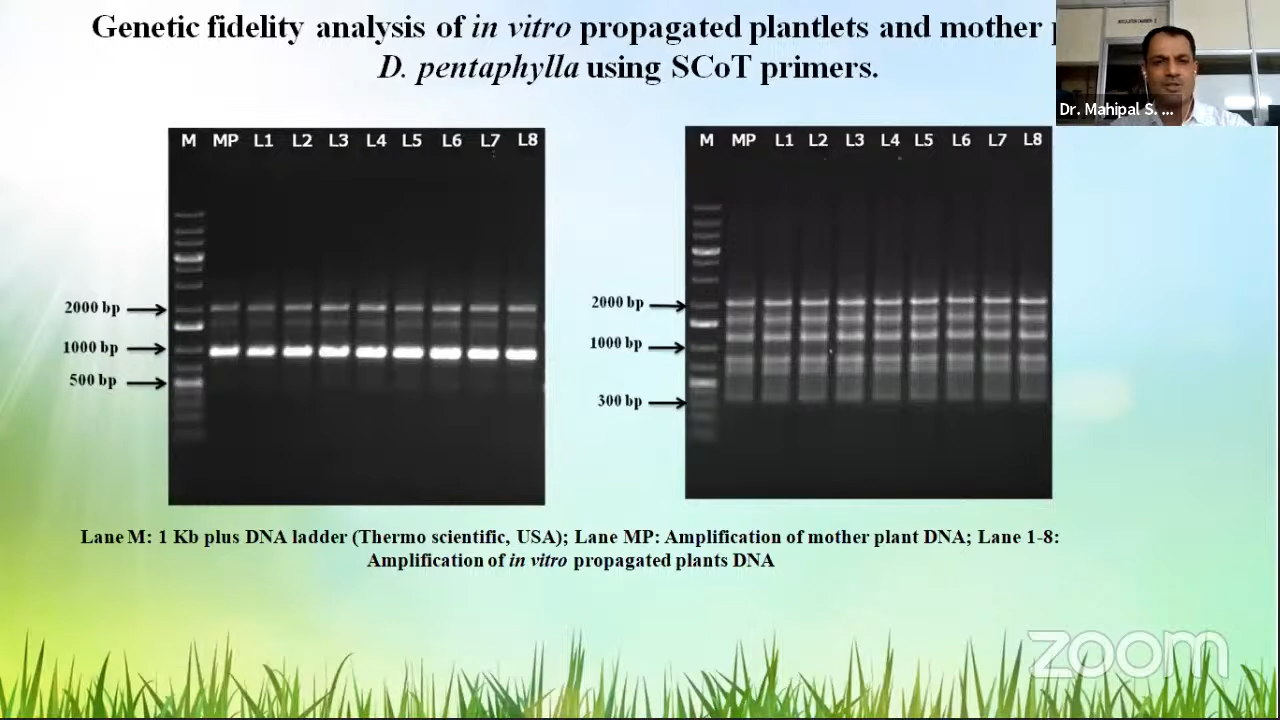 Genetic fidelity analysis of in vitro propagated plantlets and mother
D. pentaphylla using SCoT primers.
Dr. Mahipal S. ...
M MP L1 L2 L3 L4 L5 L6 L7 L8
2000 bp
1000 bp
500 bp
M MP L1 L2 L3 L4 L5 L6 L7 L8
2000 bp
1000 bp
300 bp
Lane M: 1 Kb plus DNA ladder (Thermo scientific, USA); Lane MP: Amplification of mother plant DNA; Lane 1-8:
Amplification of in vitro propagated plants DNA
zoom